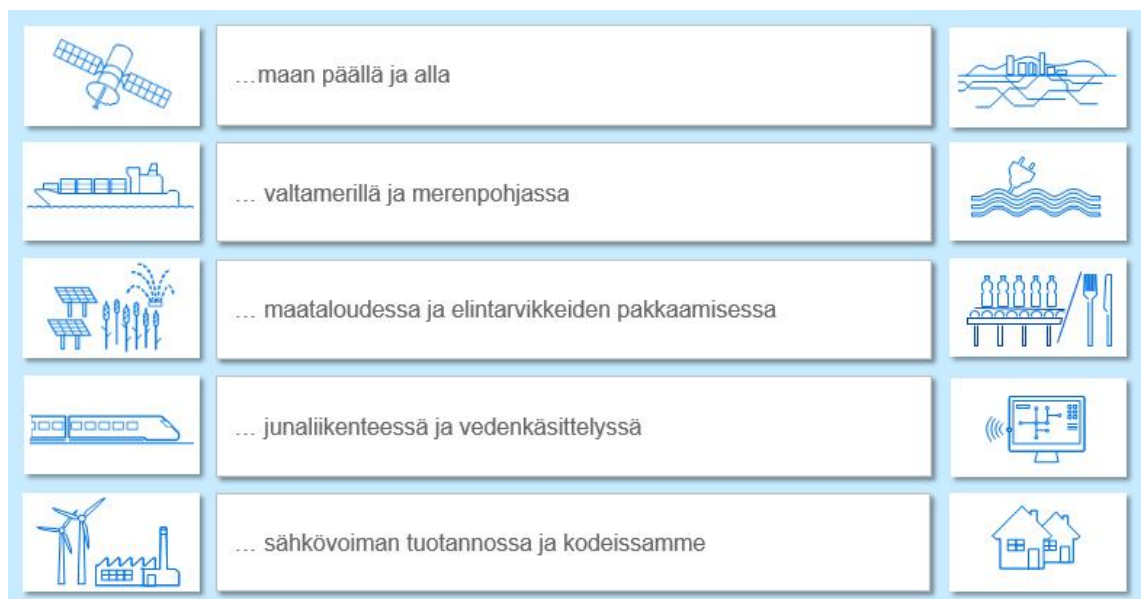 …maan päällä ja alla
… valtamerillä ja merenpohjassa
… maataloudessa ja elintarvikkeiden pakkaamisessa
… junaliikenteessä ja vedenkäsittelyssä
… sähkövoiman tuotannossa ja kodeissamme